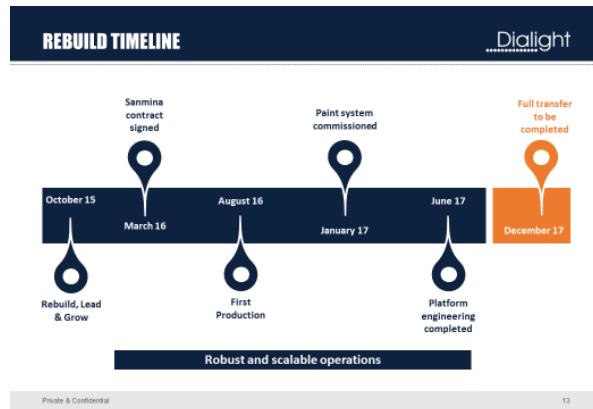 REBUILD TIMELINE
Dialight
Sanmina
contract
signed
Paint system
commissioned
Full transfer
to be
completed
October 15
March 16
August 16
January 17
June 17
December 17
Rebuild, Lead
& Grow
First
Production
Platform
engineering
completed
Robust and scalable operations
Private & Confidential
13